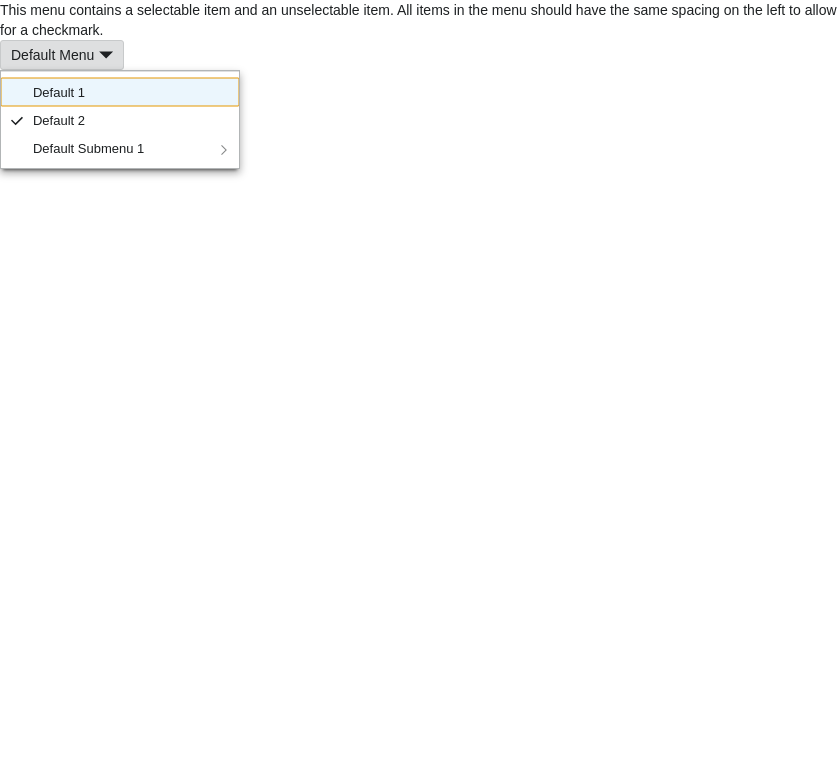 This menu contains a selectable item and an unselectable item. All items in the menu should have the same spacing on the left to allow
for a checkmark.
Default Menu
Default 1
Default 2
Default Submenu 1